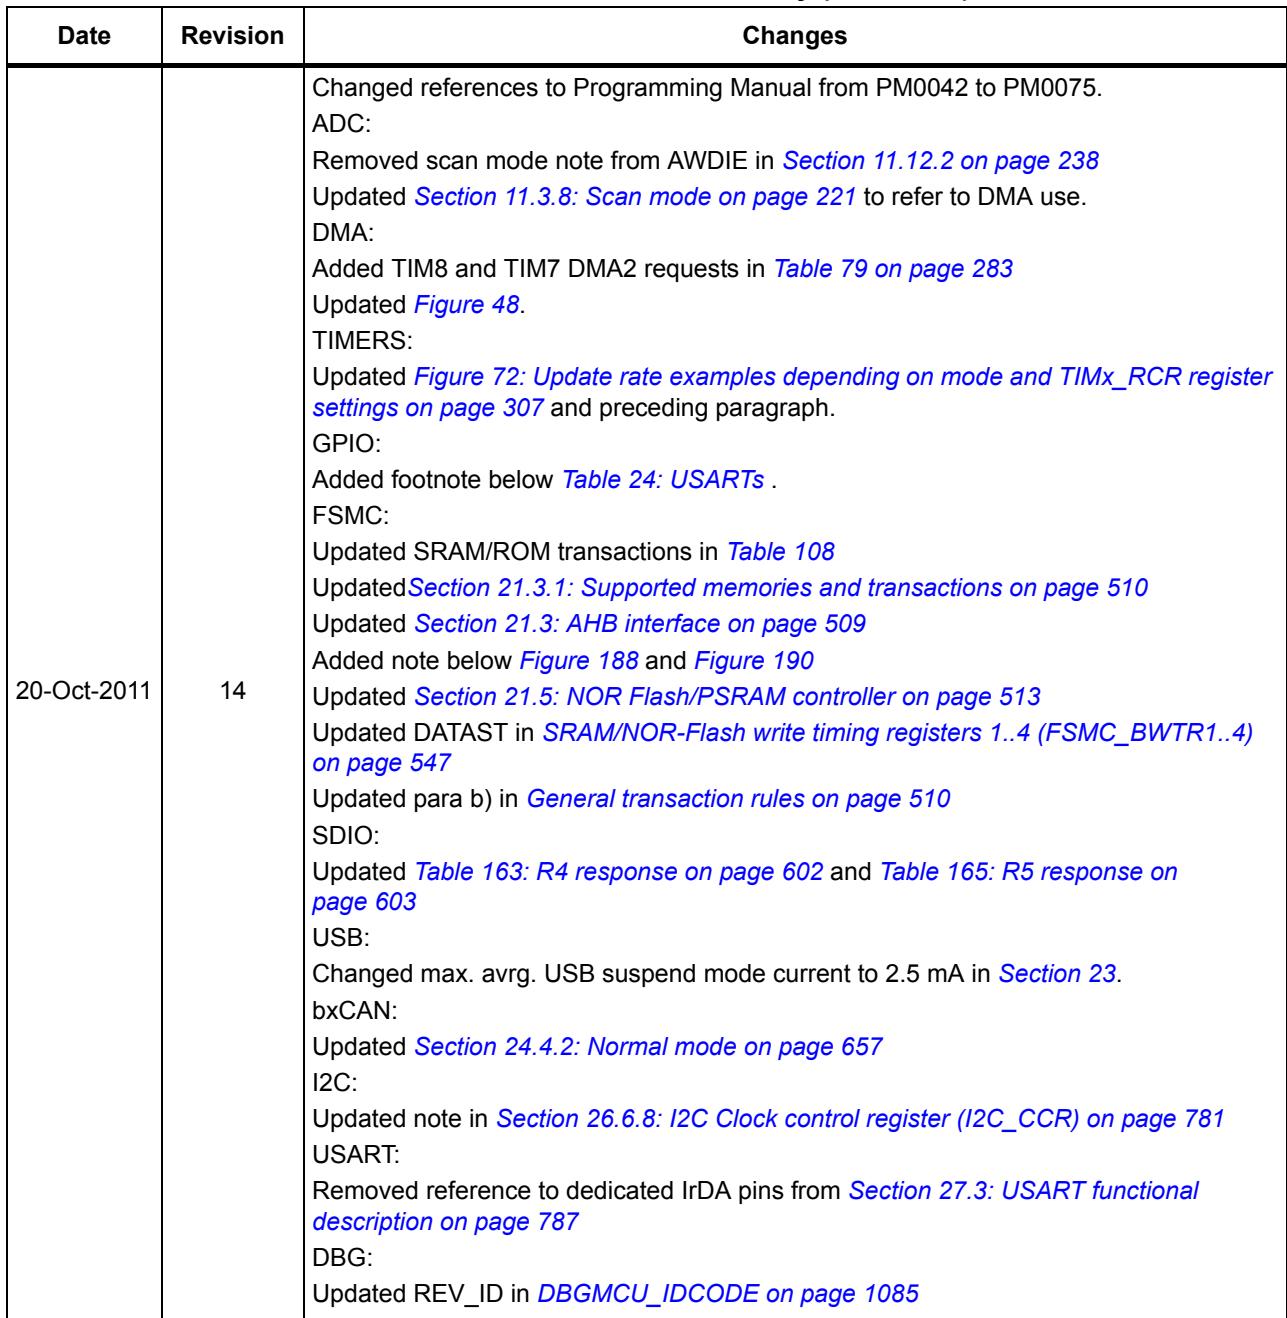 Date Revision Changes
Changed references to Programming Manual from PM0042 to PM0075.
ADC:
Removed scan mode note from AWDIE in Section 11.12.2 on page 238
Updated Section 11.3.8: Scan mode on page 221 to refer to DMA use.
DMA:
Added TIM8 and TIM7 DMA2 requests in Table 79 on page 283
Updated Figure 48.
TIMERS:
Updated Figure 72: Update rate examples depending on mode and TIMx_RCR register
settings on page 307 and preceding paragraph.
GPIO:
Added footnote below Table 24: USARTs .
FSMC:
Updated SRAM/ROM transactions in Table 108
UpdatedSection 21.3.1: Supported memories and transactions on page 510
Updated Section 21.3: AHB interface on page 509
Added note below Figure 188 and Figure 190
20-Oct-2011 14 Updated Section 21.5: NOR Flash/PSRAM controller on page 513
Updated DATAST in SRAM/NOR-Flash write timing registers 1..4 (FSMC_BWTR1..4)
on page 547
Updated para b) in General transaction rules on page 510
SDIO:
Updated Table 163: R4 response on page 602 and Table 165: R5 response on
page 603
USB:
Changed max. avrg. USB suspend mode current to 2.5 mA in Section 23.
bxCAN:
Updated Section 24.4.2: Normal mode on page 657
I2C:
Updated note in Section 26.6.8: I2C Clock control register (I2C_CCR) on page 781
USART:
Removed reference to dedicated IrDA pins from Section 27.3: USART functional
description on page 787
DBG:
Updated REV_ID in DBGMCU_IDCODE on page 1085